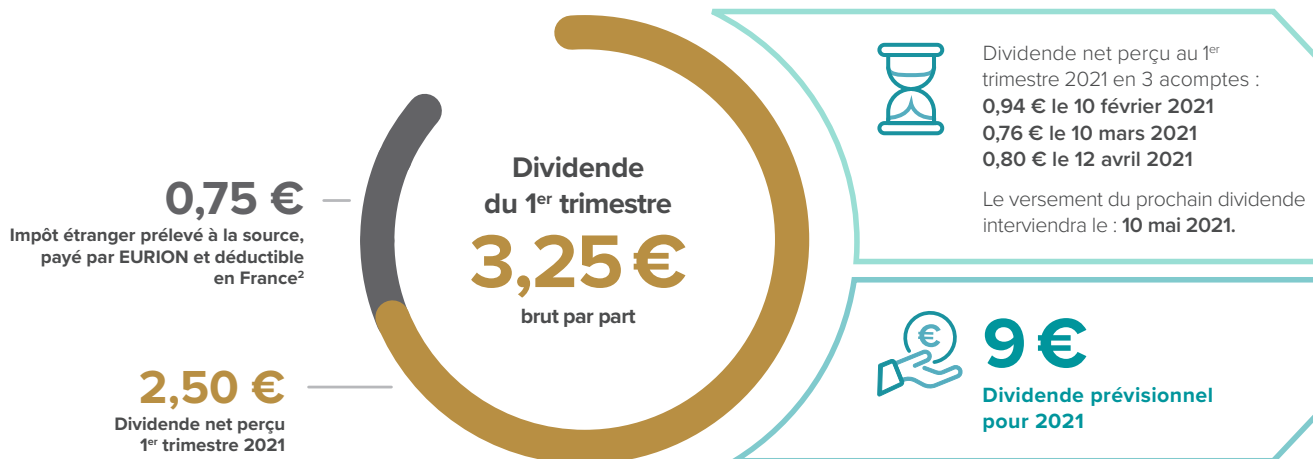 0,75 €
Impôt étranger prélevé à la source,
payé par EURION et déductible
en France²
2,50 €
Dividende net perçu
1er trimestre 2021
Dividende
du 1er trimestre
3,25 €
brut par part
Dividende net perçu au 1er
trimestre 2021 en 3 acomptes :
0,94 € le 10 février 2021
0,76 € le 10 mars 2021
0,80 € le 12 avril 2021
Le versement du prochain dividende
interviendra le : 10 mai 2021.
€
9 €
Dividende prévisionnel
pour 2021